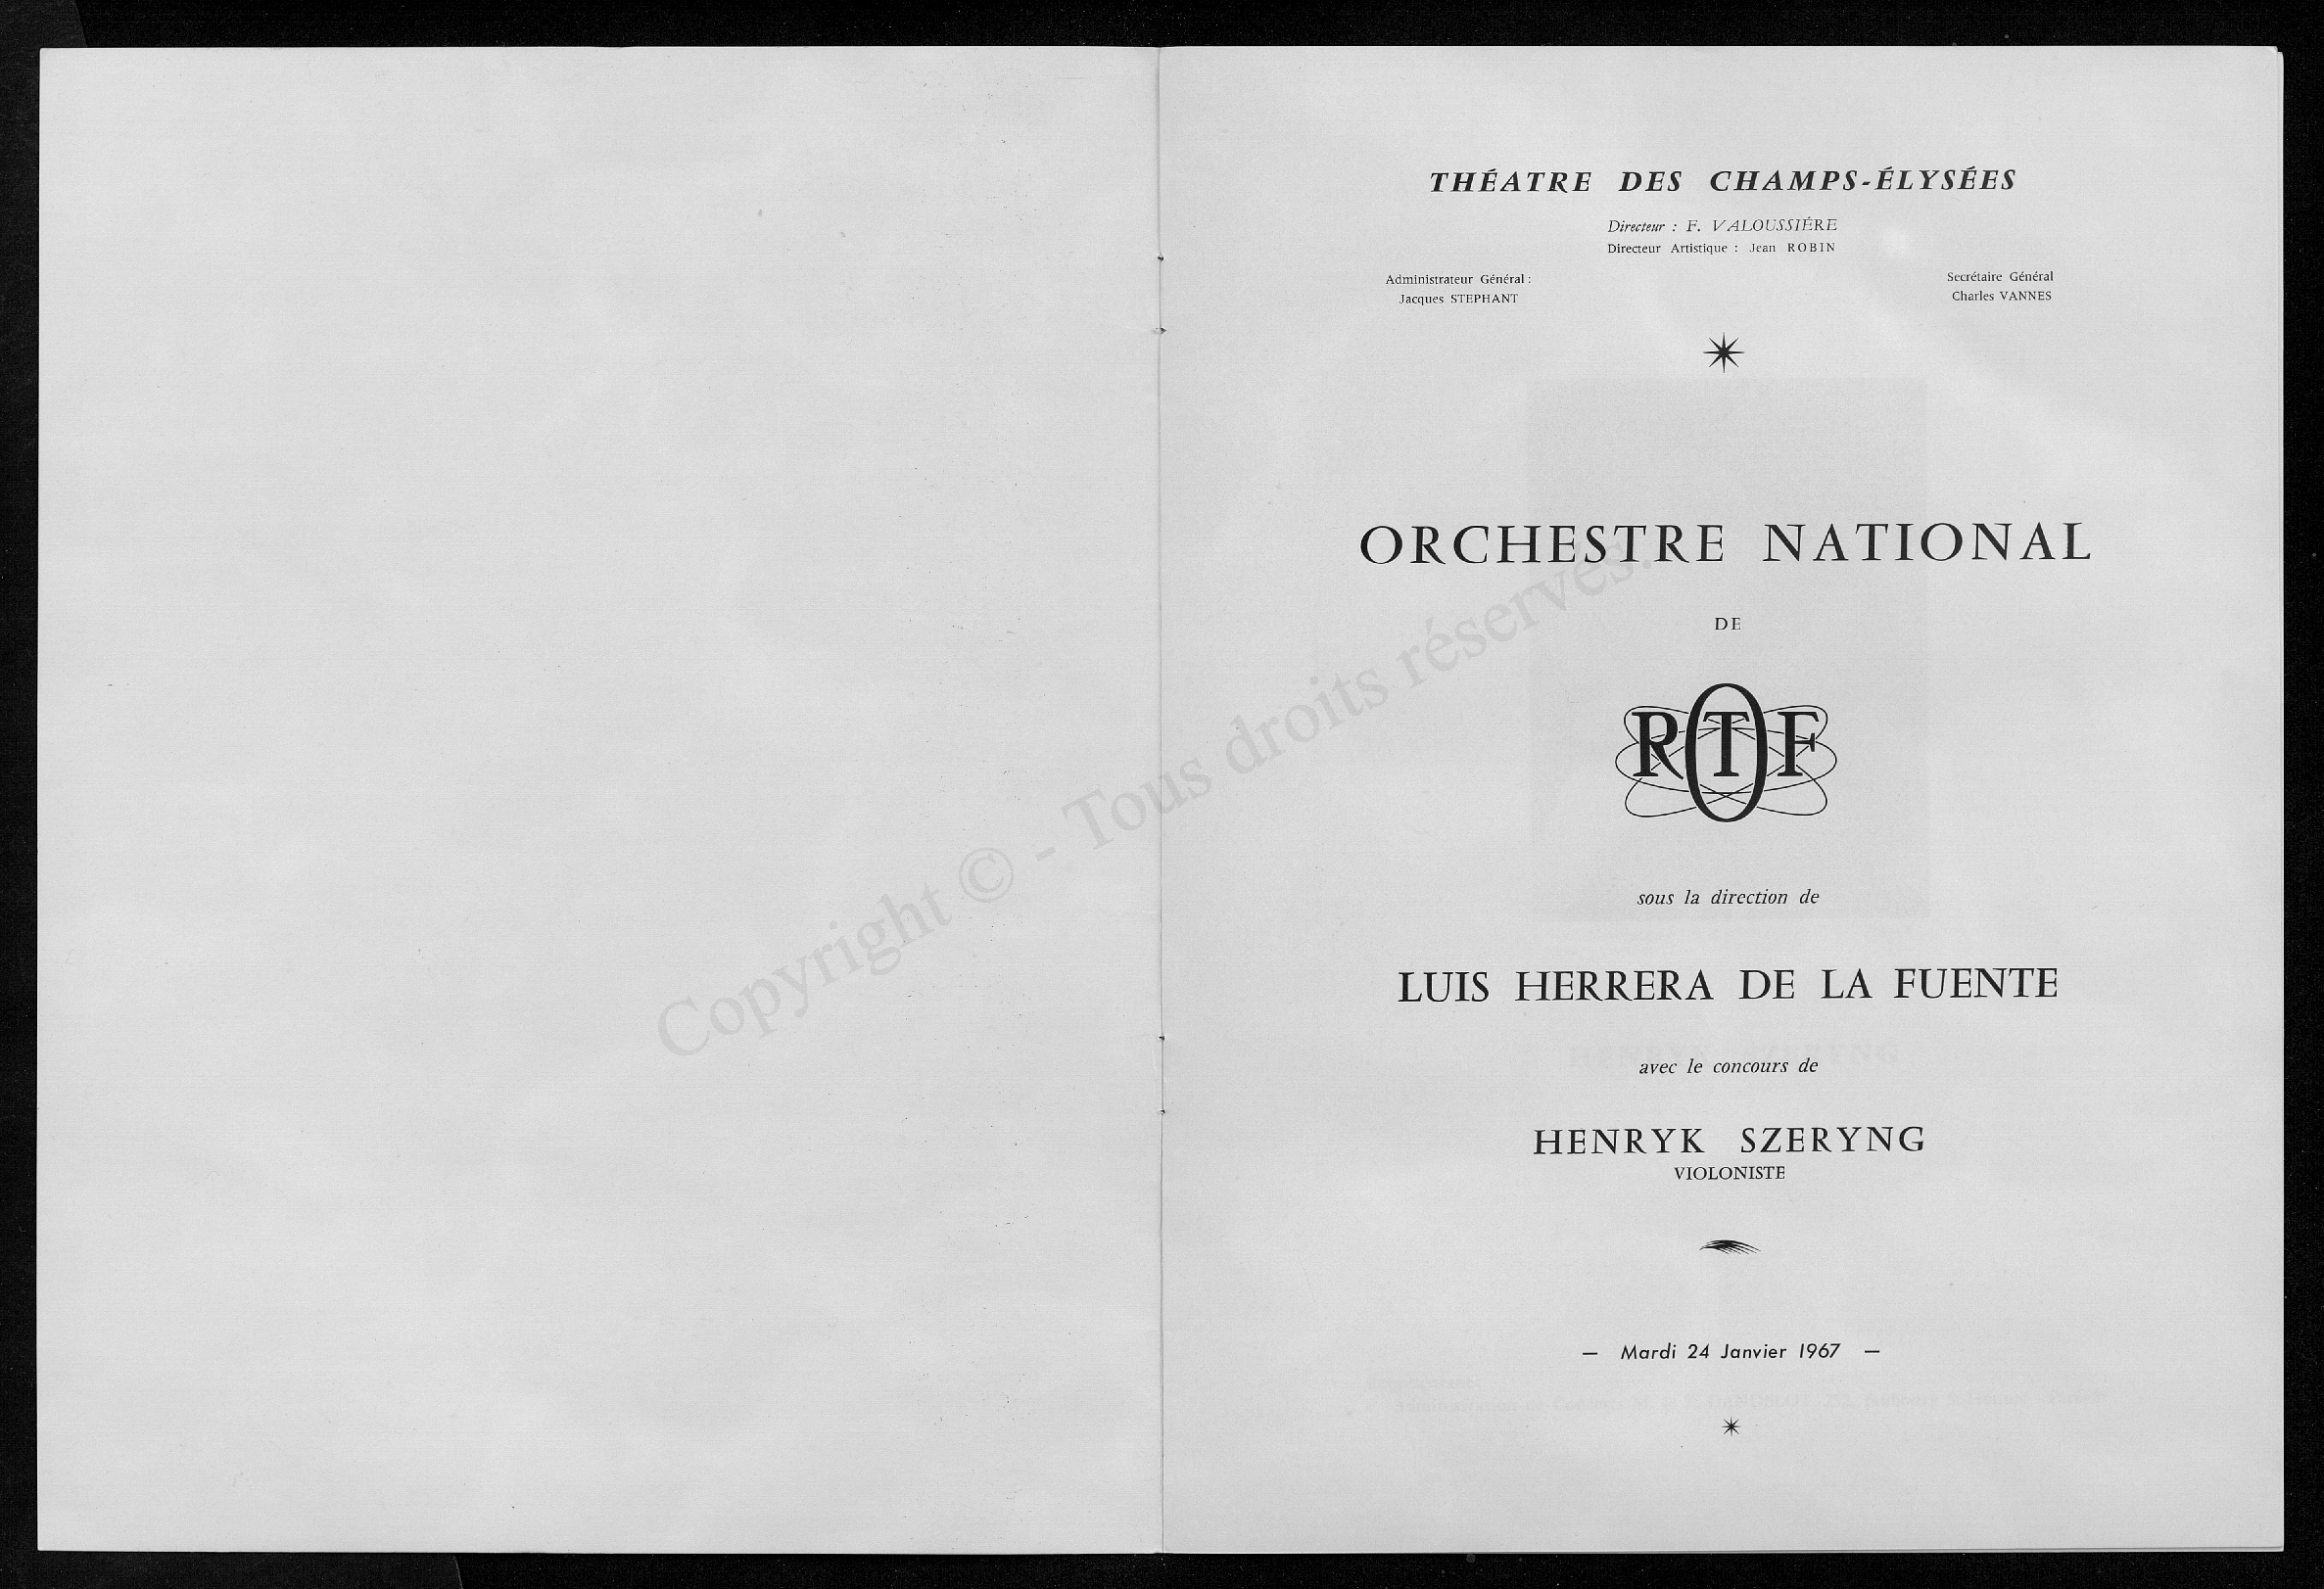 THÉATRE DES CHAMPS-ÉLYSÉES
Directeur : F. VALOUSSIÉRE
Directeur Artistique : Jean ROBIN
Administrateur Général :
Jacques STEPHANT
Secrétaire Général
Charles VANNES
ORCHESTRE NATIONAL
DE
RTF
O
sous la direction de
LUIS HERRERA DE LA FUENTE
avec le concours de
HENRYK SZERYNG
VIOLONISTE
— Mardi 24 Janvier 1967 —
Copyright © - Tous droits réservés.